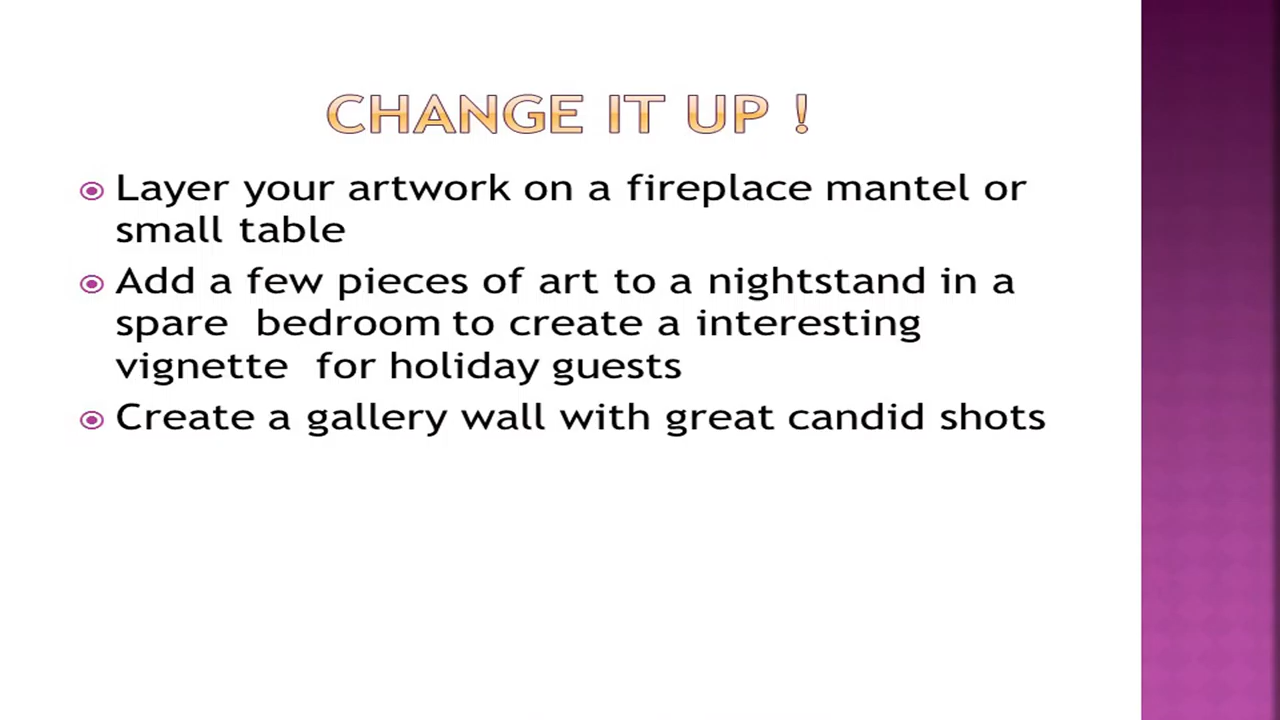 CHANGE IT UP !
Layer your artwork on a fireplace mantel or
small table
Add a few pieces of art to a nightstand in a
spare  bedroom to create a interesting
vignette  for holiday guests
Create a gallery wall with great candid shots